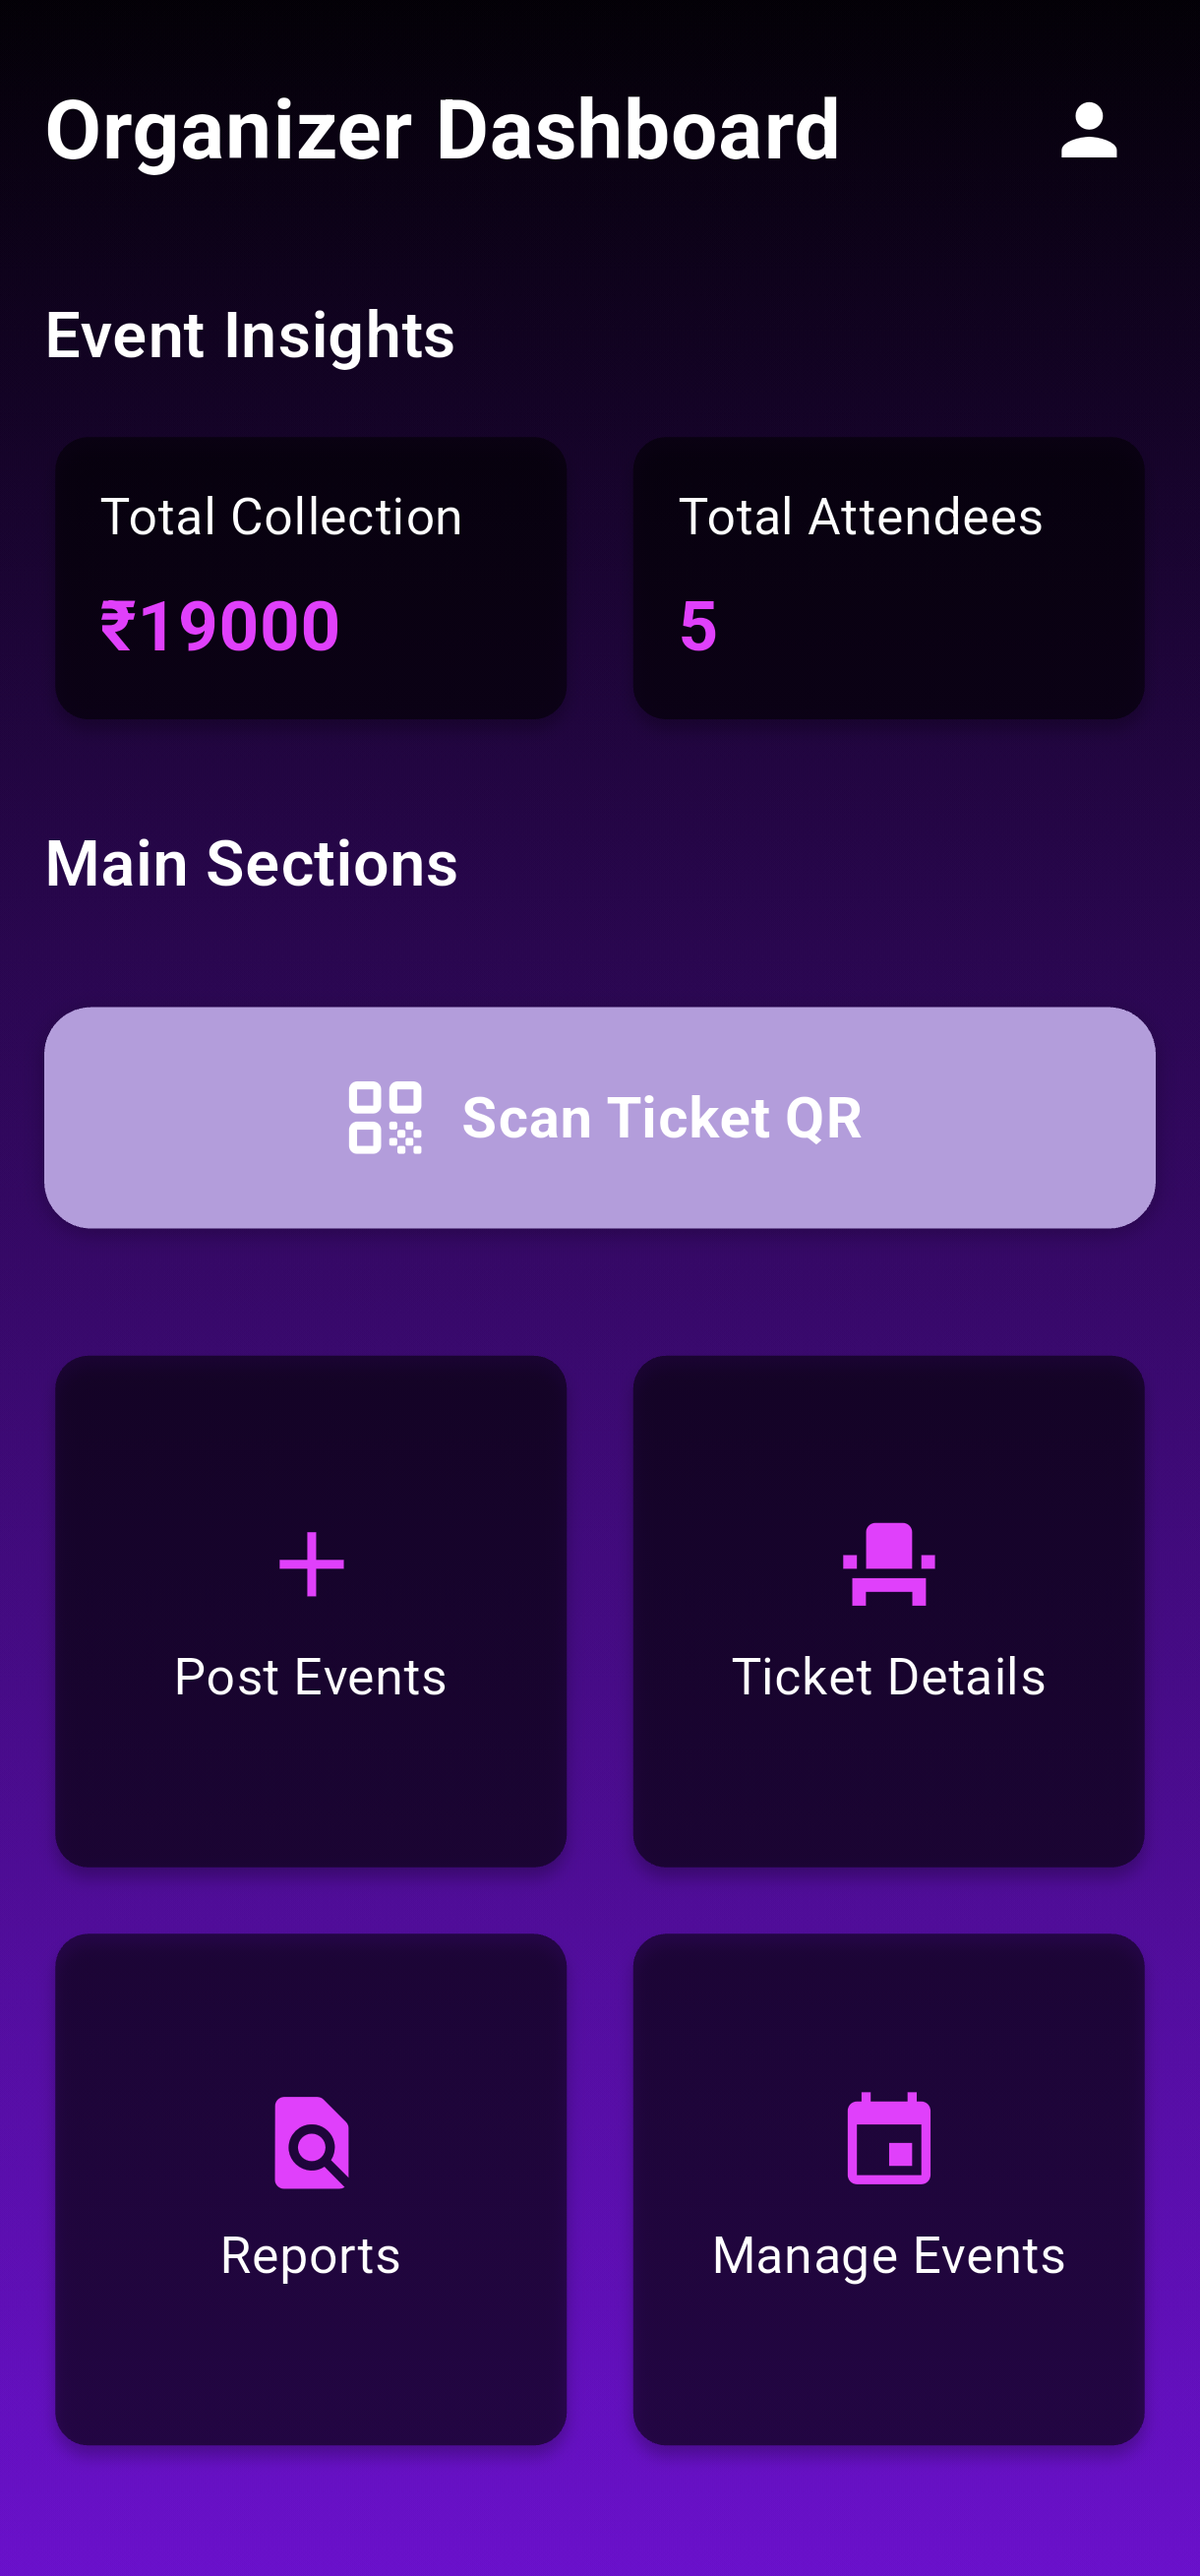 Organizer Dashboard
Event Insights
Total Collection
₹19000
Total Attendees
5
Main Sections
Scan Ticket QR
Post Events
Ticket Details
Reports
Manage Events